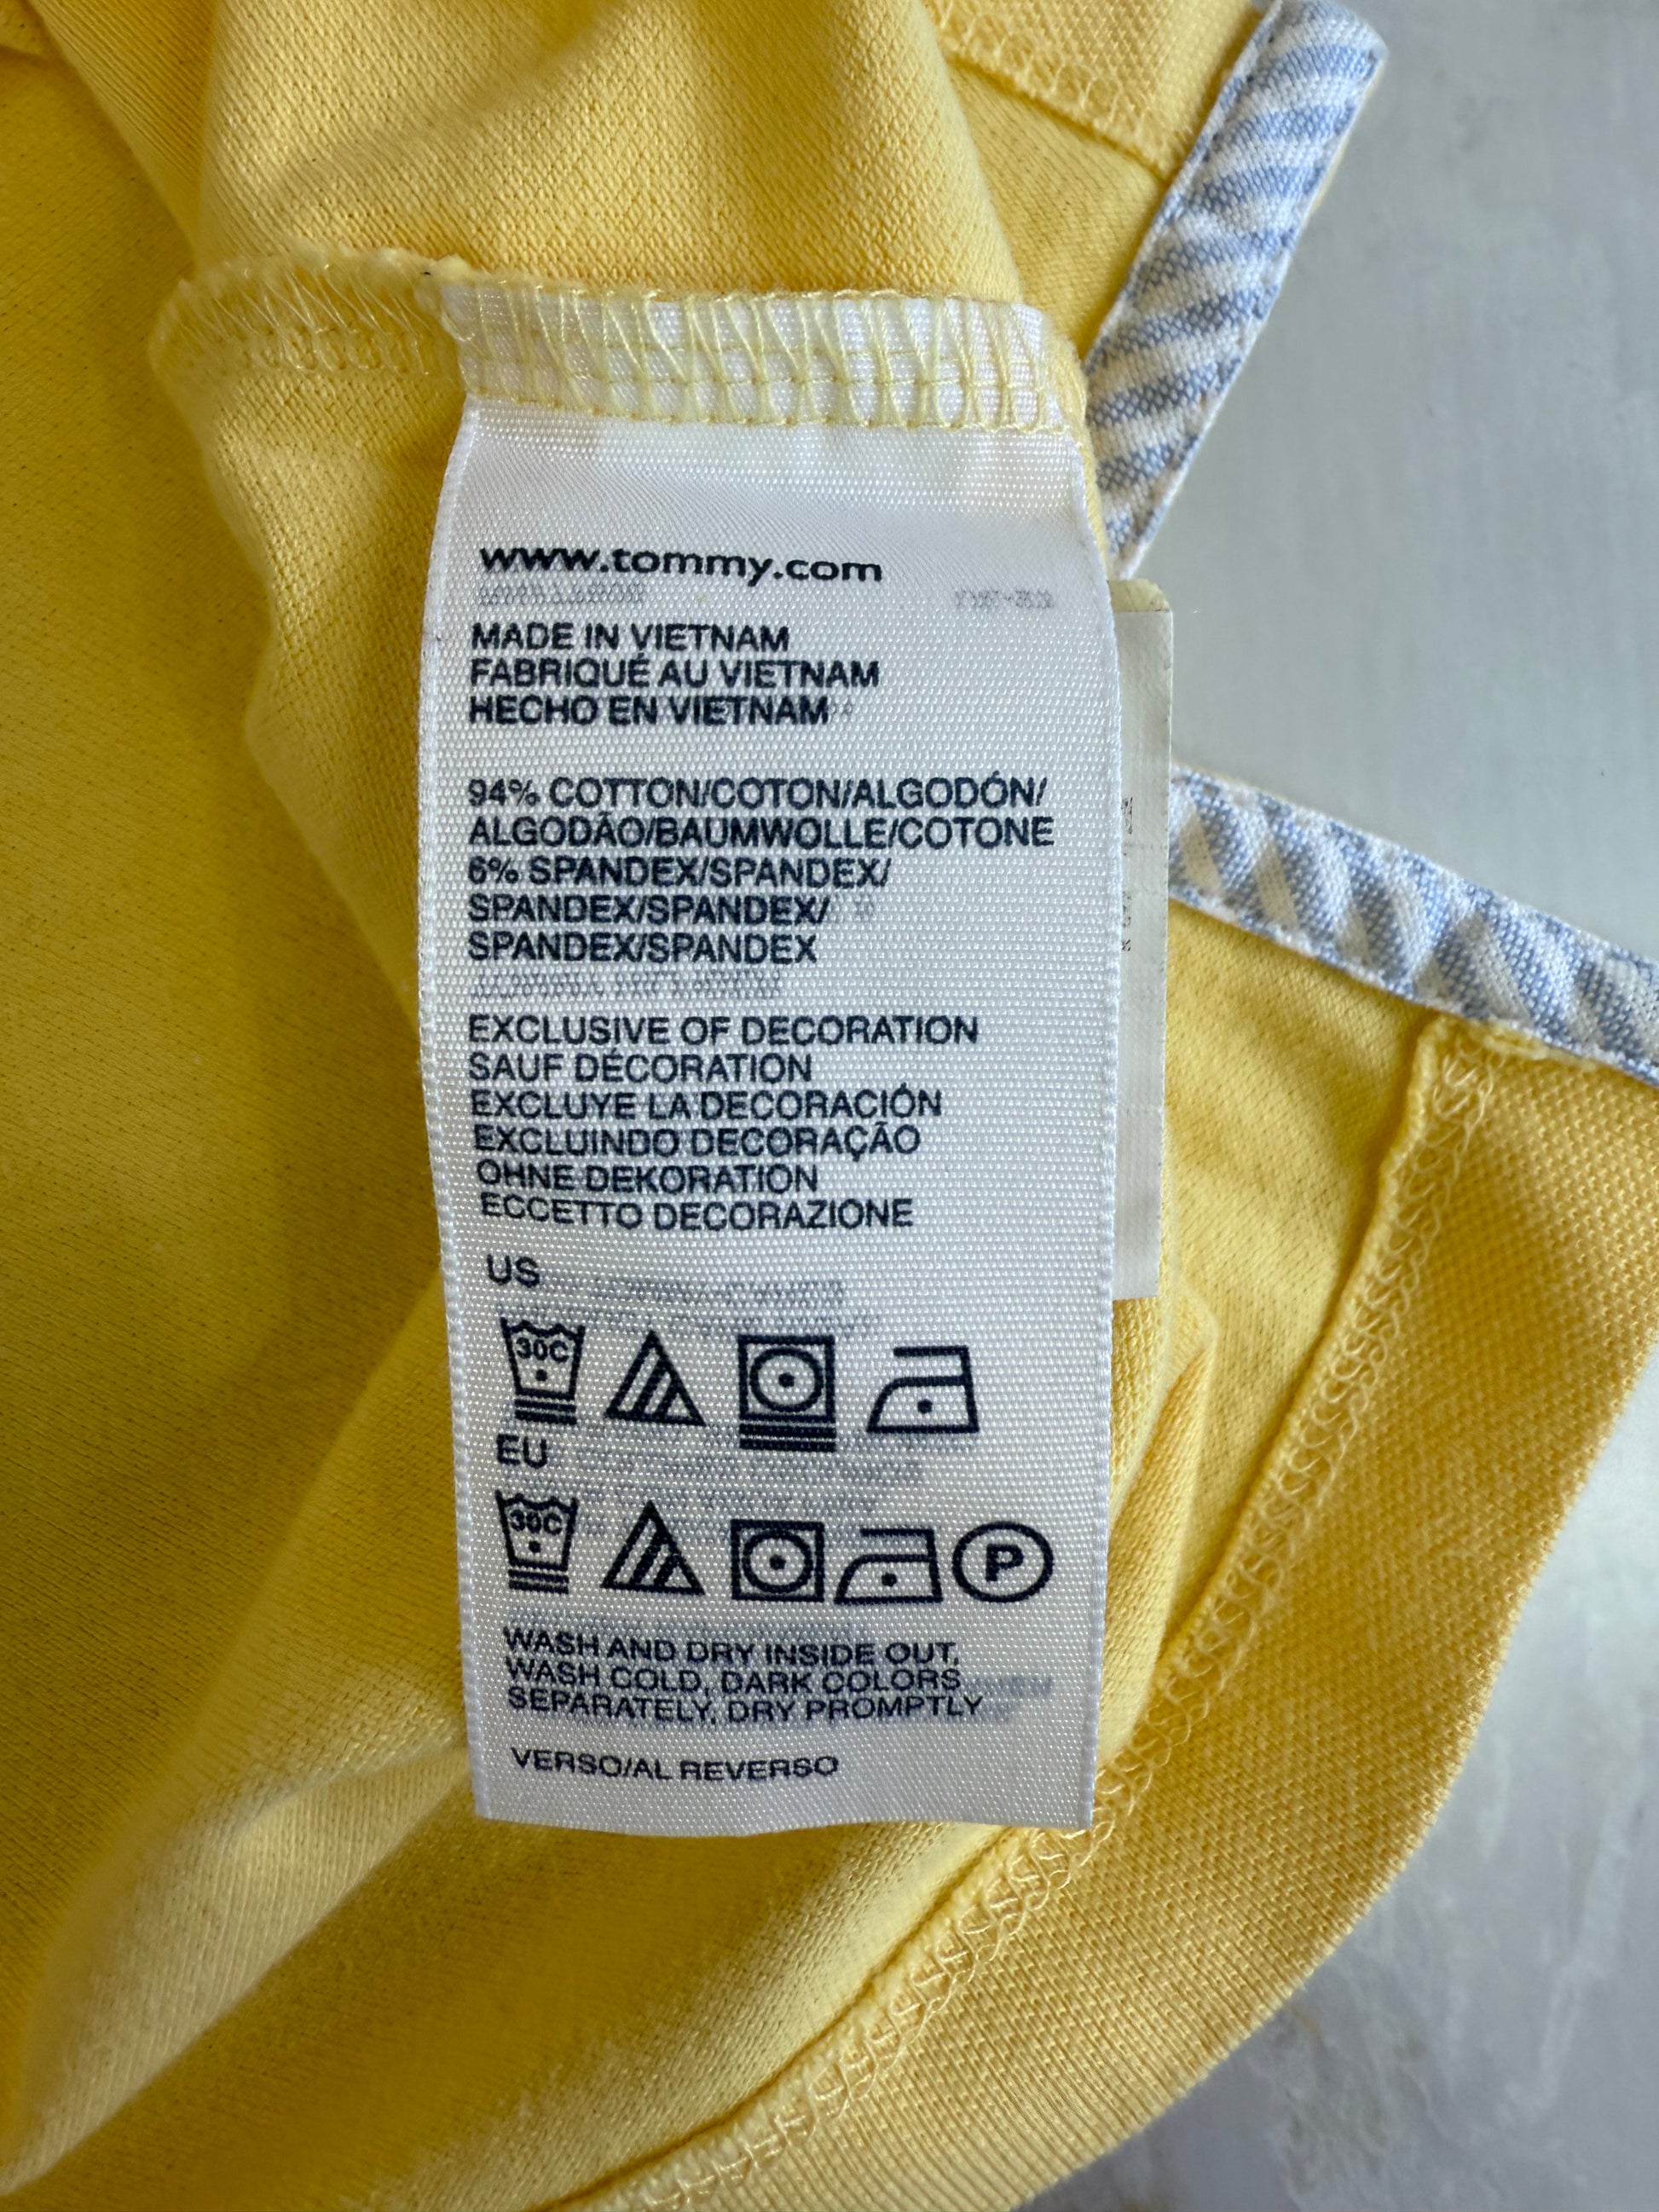 www.tommy.com
MADE IN VIETNAM
FABRIQUÉ AU VIETNAM
HECHO EN VIETNAM
94% COTTON/COTON/ALGODÓN/
ALGODÃO/BAUMWOLLE/COTONE
6% SPANDEX/SPANDEX/
SPANDEX/SPANDEX/
SPANDEX/SPANDEX
EXCLUSIVE OF DECORATION
SAUF DÉCORATION
EXCLUYE LA DECORACIÓN
EXCLUINDO DECORAÇÃO
OHNE DEKORATION
ECCETTO DECORAZIONE
US
30C
EU
30C P
WASH AND DRY INSIDE OUT,
WASH COLD, DARK COLORS
SEPARATELY, DRY PROMPTLY
VERSO/AL REVERSO